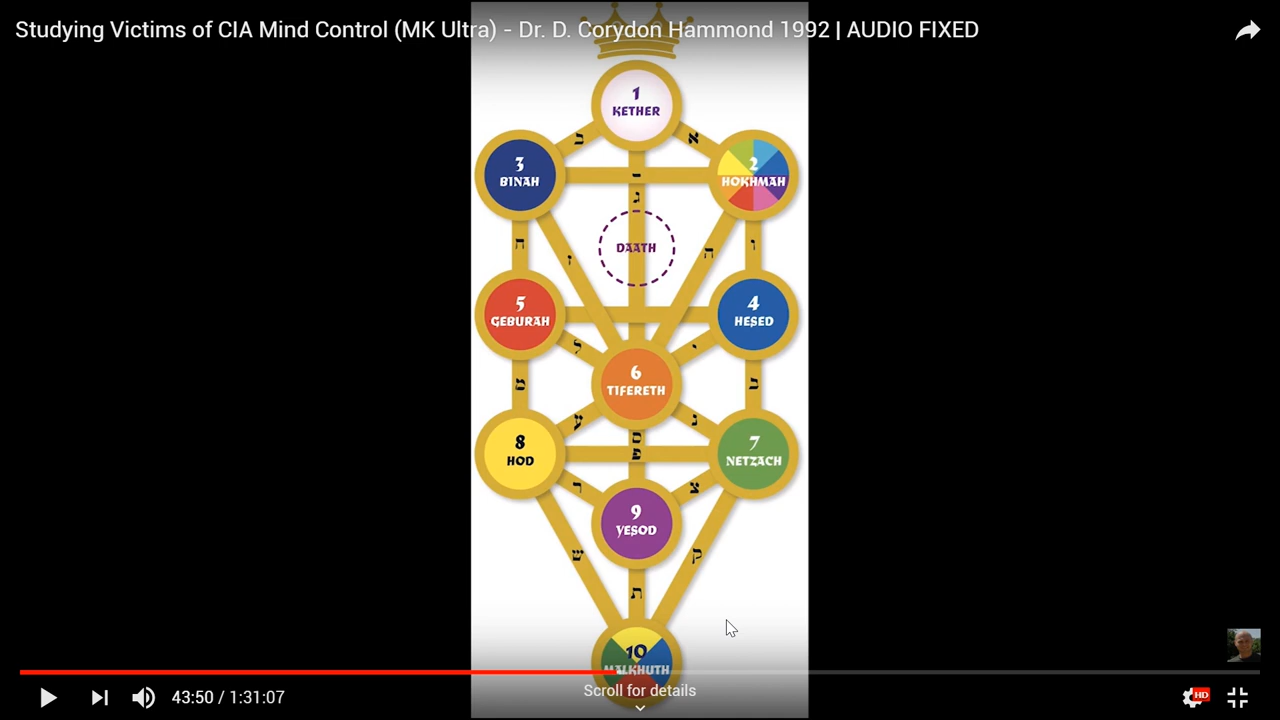 Studying Victims of CIA Mind Control (MK Ultra) - Dr. D. Corydon Hammond 1992 | AUDIO FIXED
1
KETHER
א
3
BINAH
2
HOKHMAH
ג
DAATH
ח
ז
ה
ו
5
GEBURAH
4
HESED
ל
י
6
TIFERETH
מ
ע
נ
ס
פ
8
HOD
7
NETZACH
ר
צ
9
YESOD
ש
ק
ת
10
MALKHUTH
Scroll for details
43:50 / 1:31:07
HD